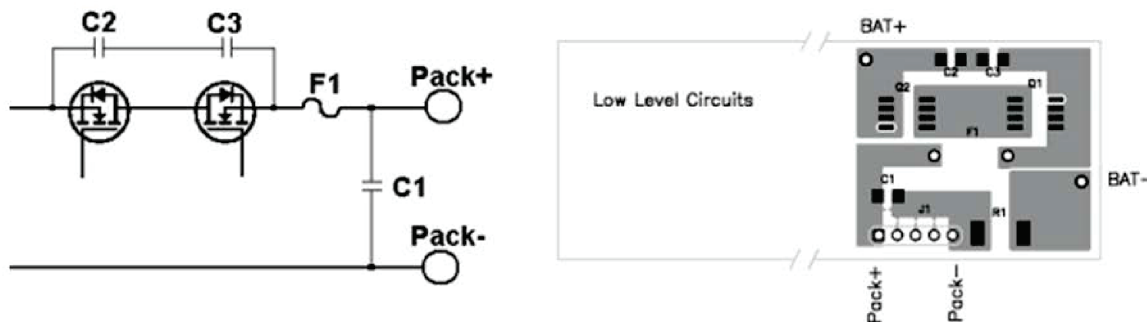 C2 C3
F1
Pack+
C1
Pack-
BAT+
C2 C3
Q2 Q1
Low Level Circuits
F1
BAT-
C1
J1 R1
Pack+
Pack-